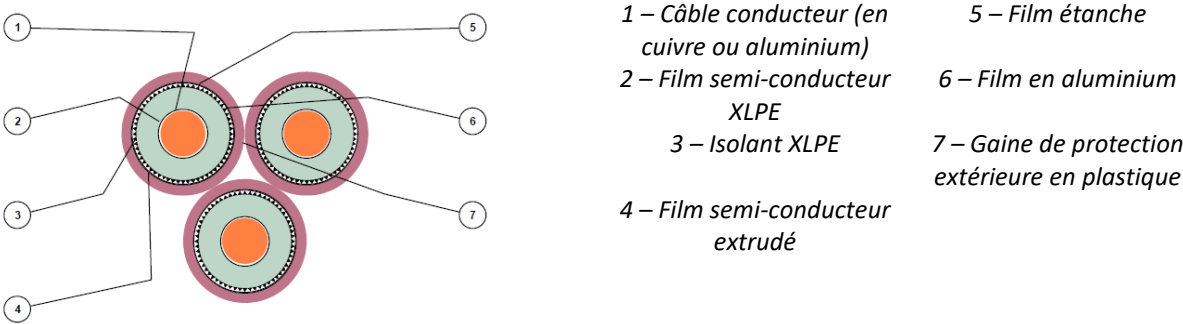 1
2
3
4
5
6
7
1 – Câble conducteur (en
cuivre ou aluminium)
2 – Film semi-conducteur
XLPE
3 – Isolant XLPE
4 – Film semi-conducteur
extrudé
5 – Film étanche
6 – Film en aluminium
7 – Gaine de protection
extérieure en plastique